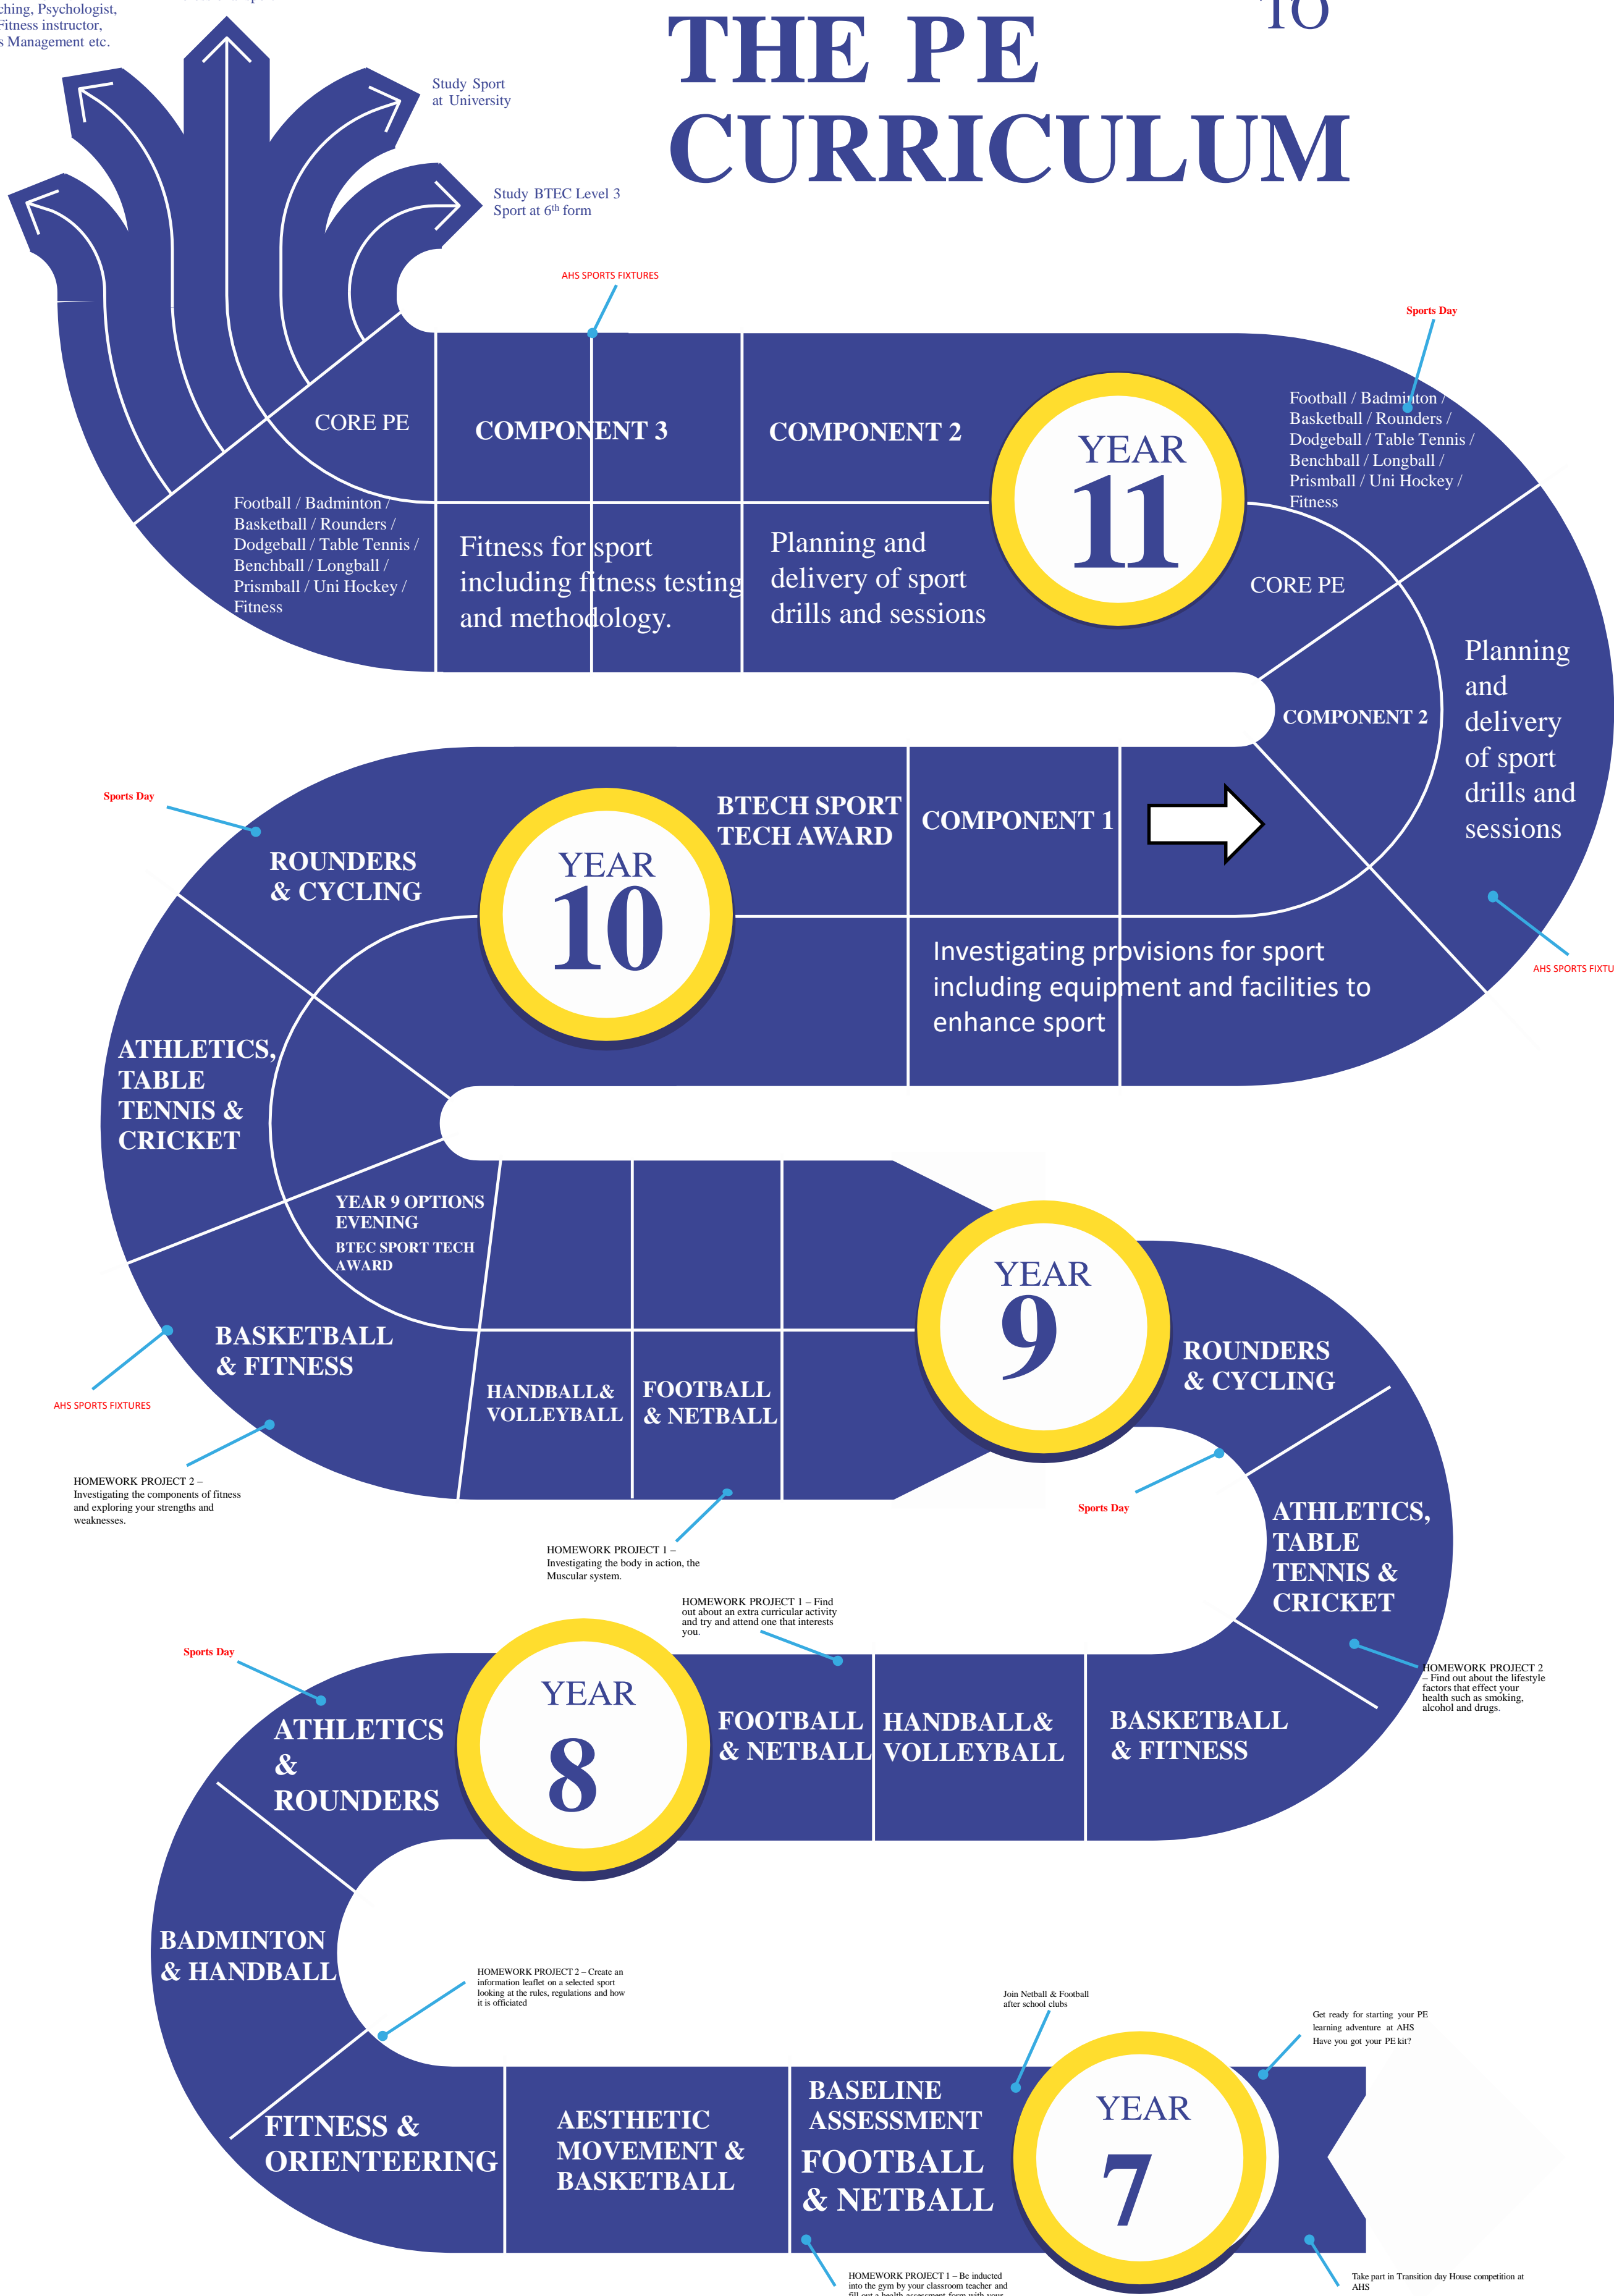 TO
THE PE
CURRICULUM
ching, Psychologist,
Fitness instructor,
s Management etc.
Study Sport
at University
Study BTEC Level 3
Sport at 6th form
AHS SPORTS FIXTURES
Sports Day
CORE PE
COMPONENT 3
COMPONENT 2
YEAR
11
Football / Badminton /
Basketball / Rounders /
Dodgeball / Table Tennis /
Benchball / Longball /
Prismball / Uni Hockey /
Fitness
Football / Badminton /
Basketball / Rounders /
Dodgeball / Table Tennis /
Benchball / Longball /
Prismball / Uni Hockey /
Fitness
Fitness for sport
including fitness testing
and methodology.
Planning and
delivery of sport
drills and sessions
CORE PE
COMPONENT 2
Planning
and
delivery
of sport
drills and
sessions
AHS SPORTS FIXTU
Sports Day
ROUNDERS
& CYCLING
YEAR
10
BTECH SPORT
TECH AWARD
COMPONENT 1
Investigating provisions for sport
including equipment and facilities to
enhance sport
ATHLETICS,
TABLE
TENNIS &
CRICKET
YEAR 9 OPTIONS
EVENING
BTEC SPORT TECH
AWARD
BASKETBALL
& FITNESS
AHS SPORTS FIXTURES
HOMEWORK PROJECT 2 –
Investigating the components of fitness
and exploring your strengths and
weaknesses.
HANDBALL&
VOLLEYBALL
FOOTBALL
& NETBALL
HOMEWORK PROJECT 1 –
Investigating the body in action, the
Muscular system.
YEAR
9
ROUNDERS
& CYCLING
Sports Day
ATHLETICS,
TABLE
TENNIS &
CRICKET
HOMEWORK PROJECT 2
– Find out about the lifestyle
factors that effect your
health such as smoking,
alcohol and drugs.
HOMEWORK PROJECT 1 – Find
out about an extra curricular activity
and try and attend one that interests
you.
Sports Day
ATHLETICS
&
ROUNDERS
YEAR
8
FOOTBALL
& NETBALL
HANDBALL&
VOLLEYBALL
BASKETBALL
& FITNESS
BADMINTON
& HANDBALL
HOMEWORK PROJECT 2 – Create an
information leaflet on a selected sport
looking at the rules, regulations and how
it is officiated
Join Netball & Football
after school clubs
Get ready for starting your PE
learning adventure at AHS
Have you got your PE kit?
FITNESS &
ORIENTEERING
AESTHETIC
MOVEMENT &
BASKETBALL
BASELINE
ASSESSMENT
FOOTBALL
& NETBALL
YEAR
7
HOMEWORK PROJECT 1 – Be inducted
into the gym by your classroom teacher and
fill out a health assessment form with your
Take part in Transition day House competition at
AHS